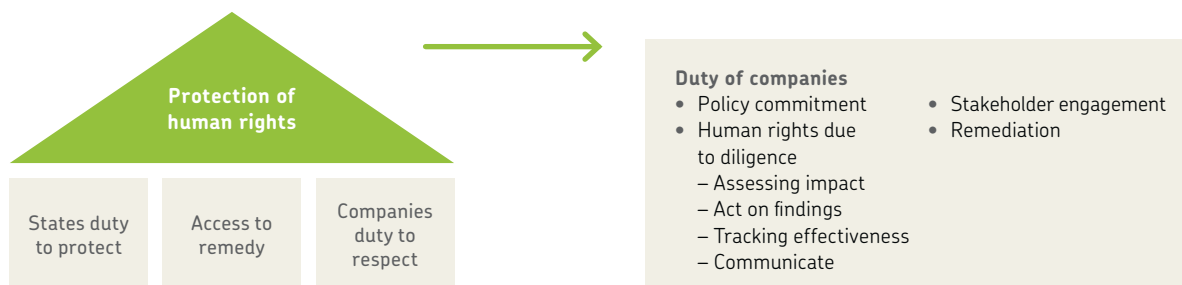 Protection of
human rights
States duty
to protect
Access to
remedy
Companies
duty to
respect
Duty of companies
• Policy commitment
• Human rights due
to diligence
– Assessing impact
– Act on findings
– Tracking effectiveness
– Communicate
• Stakeholder engagement
• Remediation